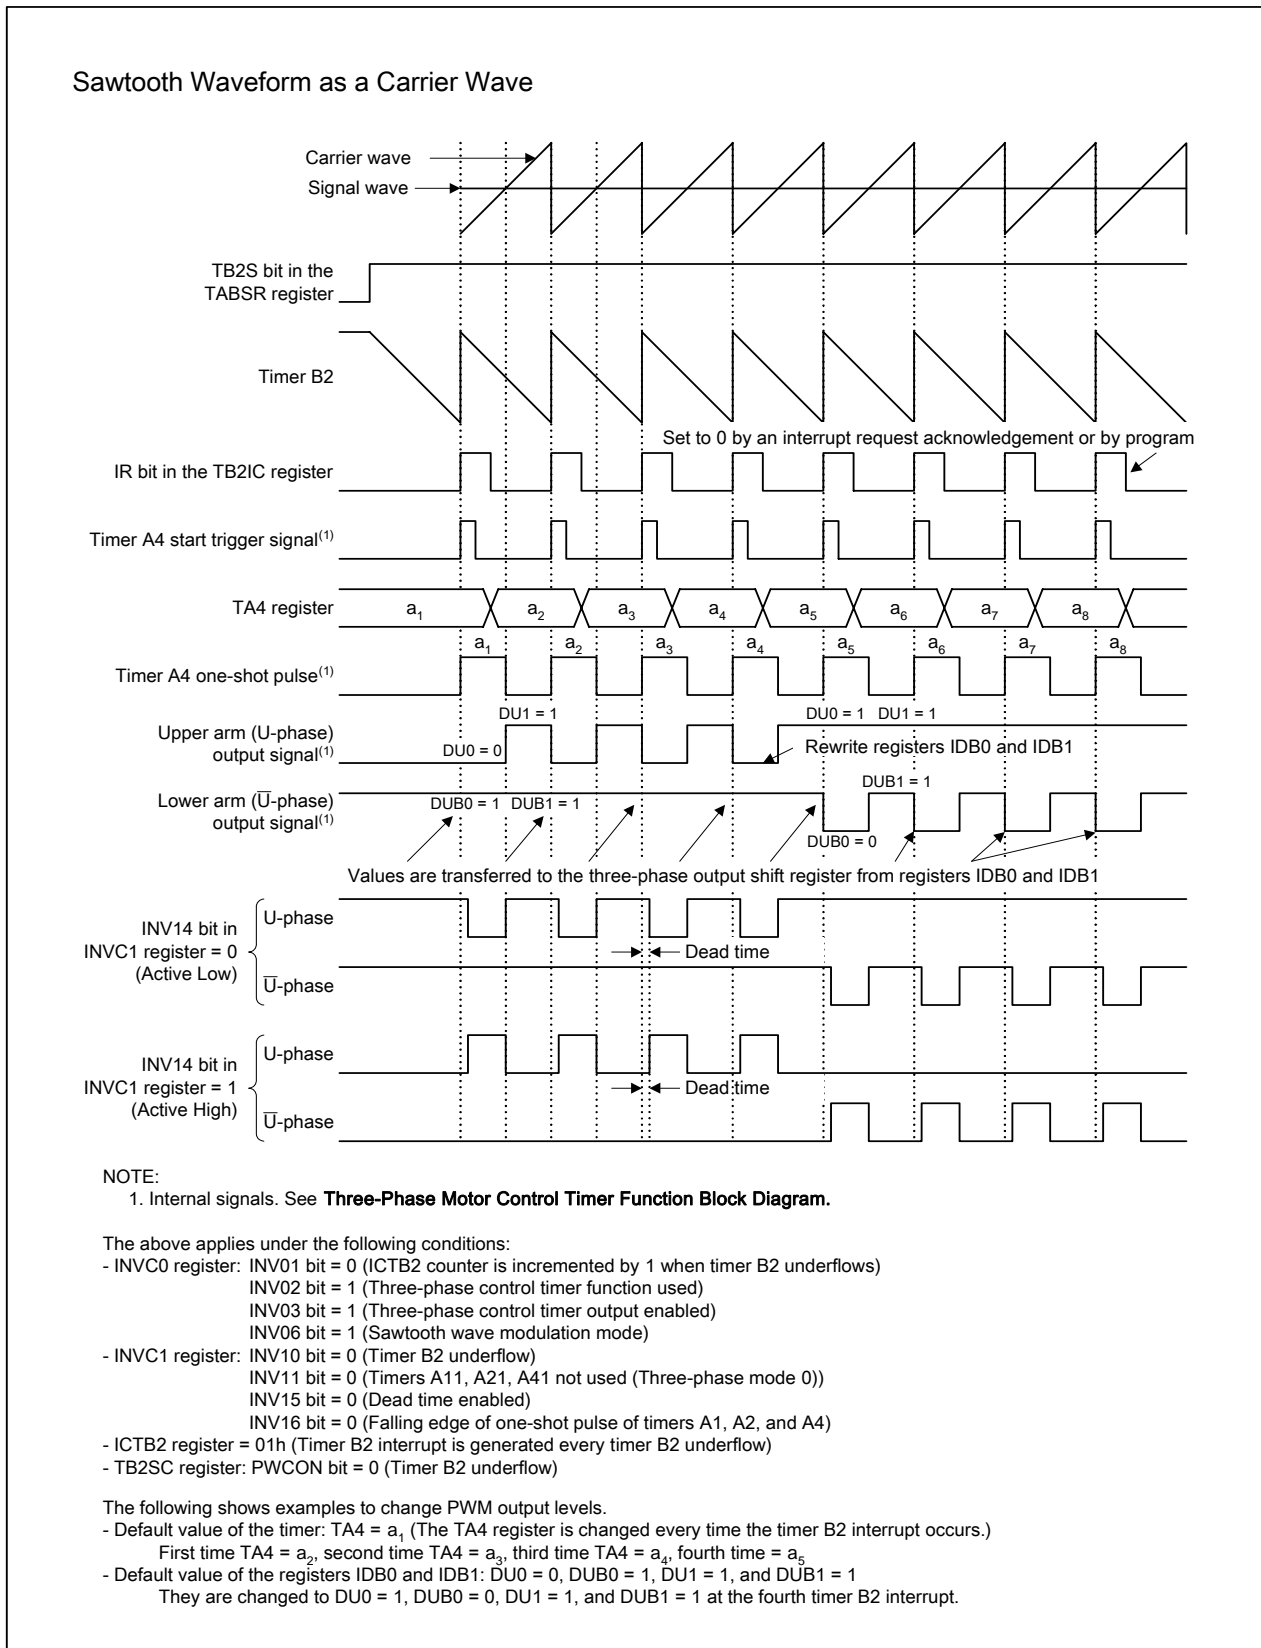 Sawtooth Waveform as a Carrier Wave
Carrier wave
Signal wave
TB2S bit in the
TABSR register
Timer B2
Set to 0 by an interrupt request acknowledgement or by program
IR bit in the TB2IC register
Timer A4 start trigger signal(1)
TA4 register
a1 a2 a3 a4 a5 a6 a7 a8
a1 a2 a3 a4 a5 a6 a7 a8
Timer A4 one-shot pulse(1)
DU1 = 1 DU0 = 1 DU1 = 1
Upper arm (U-phase)
output signal(1)
DU0 = 0
Rewrite registers IDB0 and IDB1
Lower arm (U̅-phase)
output signal(1)
DUB0 = 1 DUB1 = 1
DUB1 = 1
DUB0 = 0
Values are transferred to the three-phase output shift register from registers IDB0 and IDB1
INV14 bit in
INVC1 register = 0
(Active Low)
U-phase
Dead time
U̅-phase
INV14 bit in
INVC1 register = 1
(Active High)
U-phase
Dead time
U̅-phase
NOTE:
1. Internal signals. See Three-Phase Motor Control Timer Function Block Diagram.
The above applies under the following conditions:
- INVC0 register: INV01 bit = 0 (ICTB2 counter is incremented by 1 when timer B2 underflows)
INV02 bit = 1 (Three-phase control timer function used)
INV03 bit = 1 (Three-phase control timer output enabled)
INV06 bit = 1 (Sawtooth wave modulation mode)
- INVC1 register: INV10 bit = 0 (Timer B2 underflow)
INV11 bit = 0 (Timers A11, A21, A41 not used (Three-phase mode 0))
INV15 bit = 0 (Dead time enabled)
INV16 bit = 0 (Falling edge of one-shot pulse of timers A1, A2, and A4)
- ICTB2 register = 01h (Timer B2 interrupt is generated every timer B2 underflow)
- TB2SC register: PWCON bit = 0 (Timer B2 underflow)
The following shows examples to change PWM output levels.
- Default value of the timer: TA4 = a1 (The TA4 register is changed every time the timer B2 interrupt occurs.)
First time TA4 = a2, second time TA4 = a3, third time TA4 = a4, fourth time = a5
- Default value of the registers IDB0 and IDB1: DU0 = 0, DUB0 = 1, DU1 = 1, and DUB1 = 1
They are changed to DU0 = 1, DUB0 = 0, DU1 = 1, and DUB1 = 1 at the fourth timer B2 interrupt.